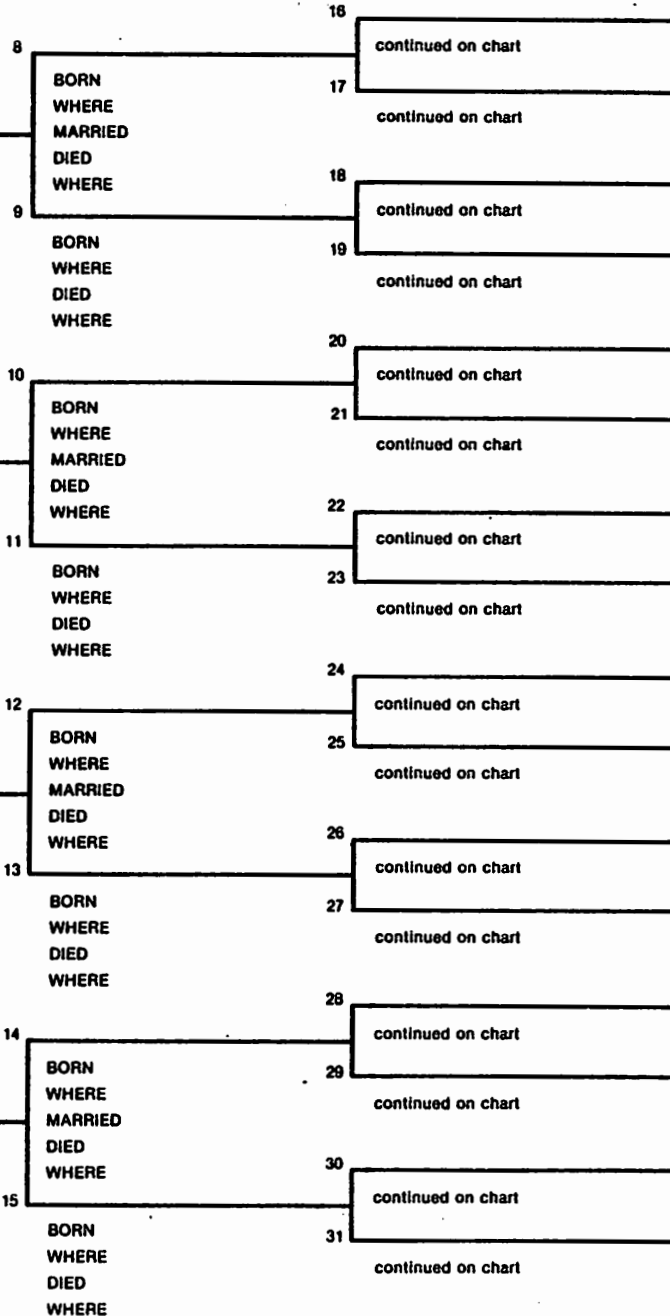 16
8
continued on chart
BORN
17
WHERE
continued on chart
MARRIED
DIED
WHERE
18
9
continued on chart
BORN
19
WHERE
continued on chart
DIED
WHERE
20
10
continued on chart
BORN
21
WHERE
continued on chart
MARRIED
DIED
WHERE
22
11
continued on chart
BORN
23
WHERE
continued on chart
DIED
WHERE
24
12
continued on chart
BORN
25
WHERE
continued on chart
MARRIED
DIED
WHERE
26
13
continued on chart
BORN
27
WHERE
continued on chart
DIED
WHERE
28
14
continued on chart
BORN
29
WHERE
continued on chart
MARRIED
DIED
WHERE
30
15
continued on chart
BORN
31
WHERE
continued on chart
DIED
WHERE